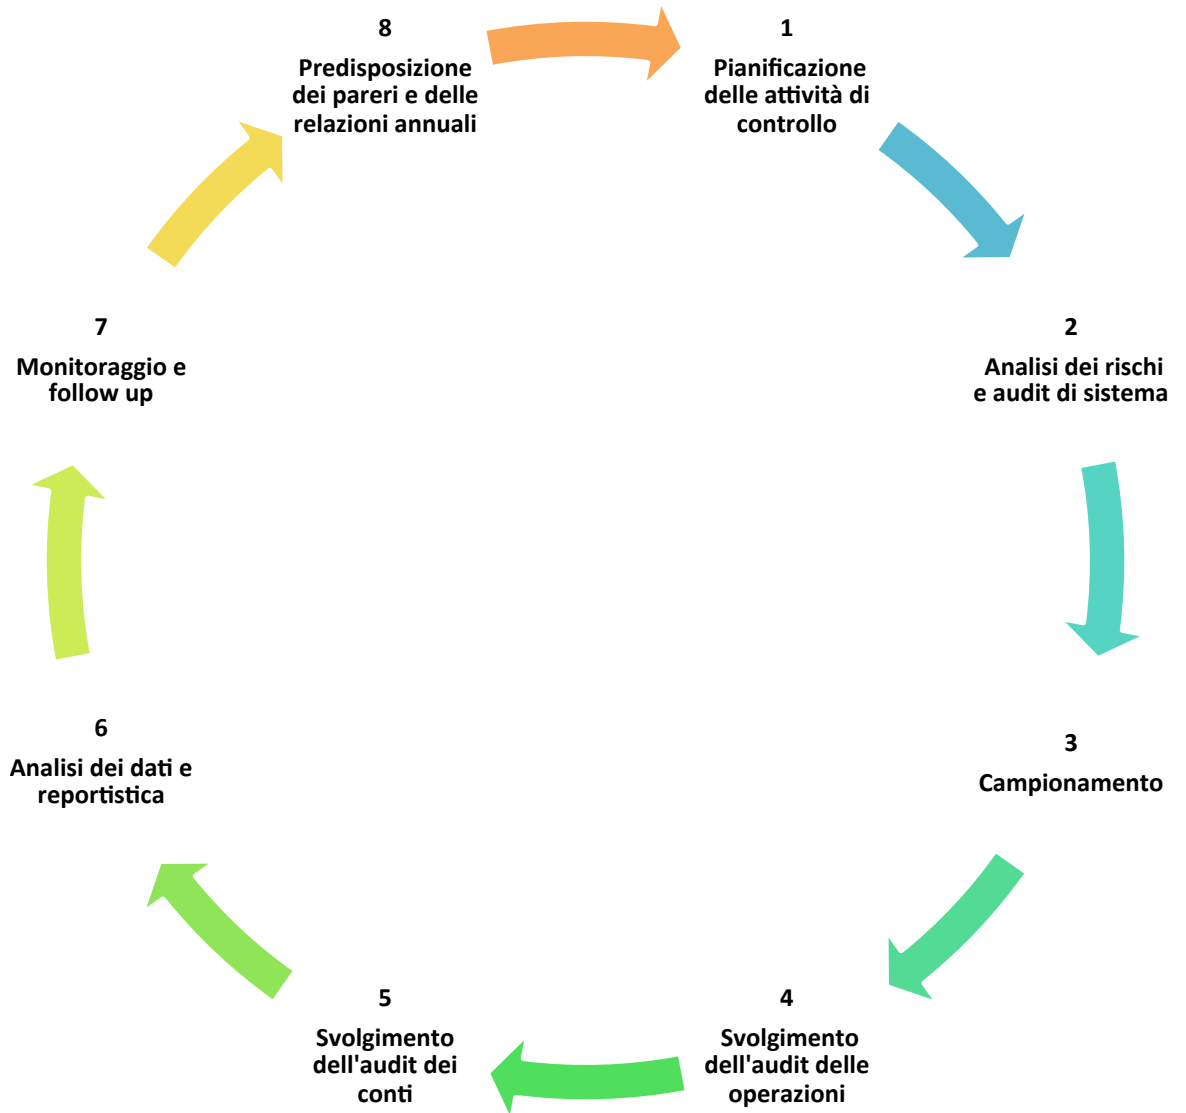 1
Pianificazione
delle attività di
controllo
2
Analisi dei rischi
e audit di sistema
3
Campionamento
4
Svolgimento
dell'audit delle
operazioni
5
Svolgimento
dell'audit dei
conti
6
Analisi dei dati e
reportistica
7
Monitoraggio e
follow up
8
Predisposizione
dei pareri e delle
relazioni annuali